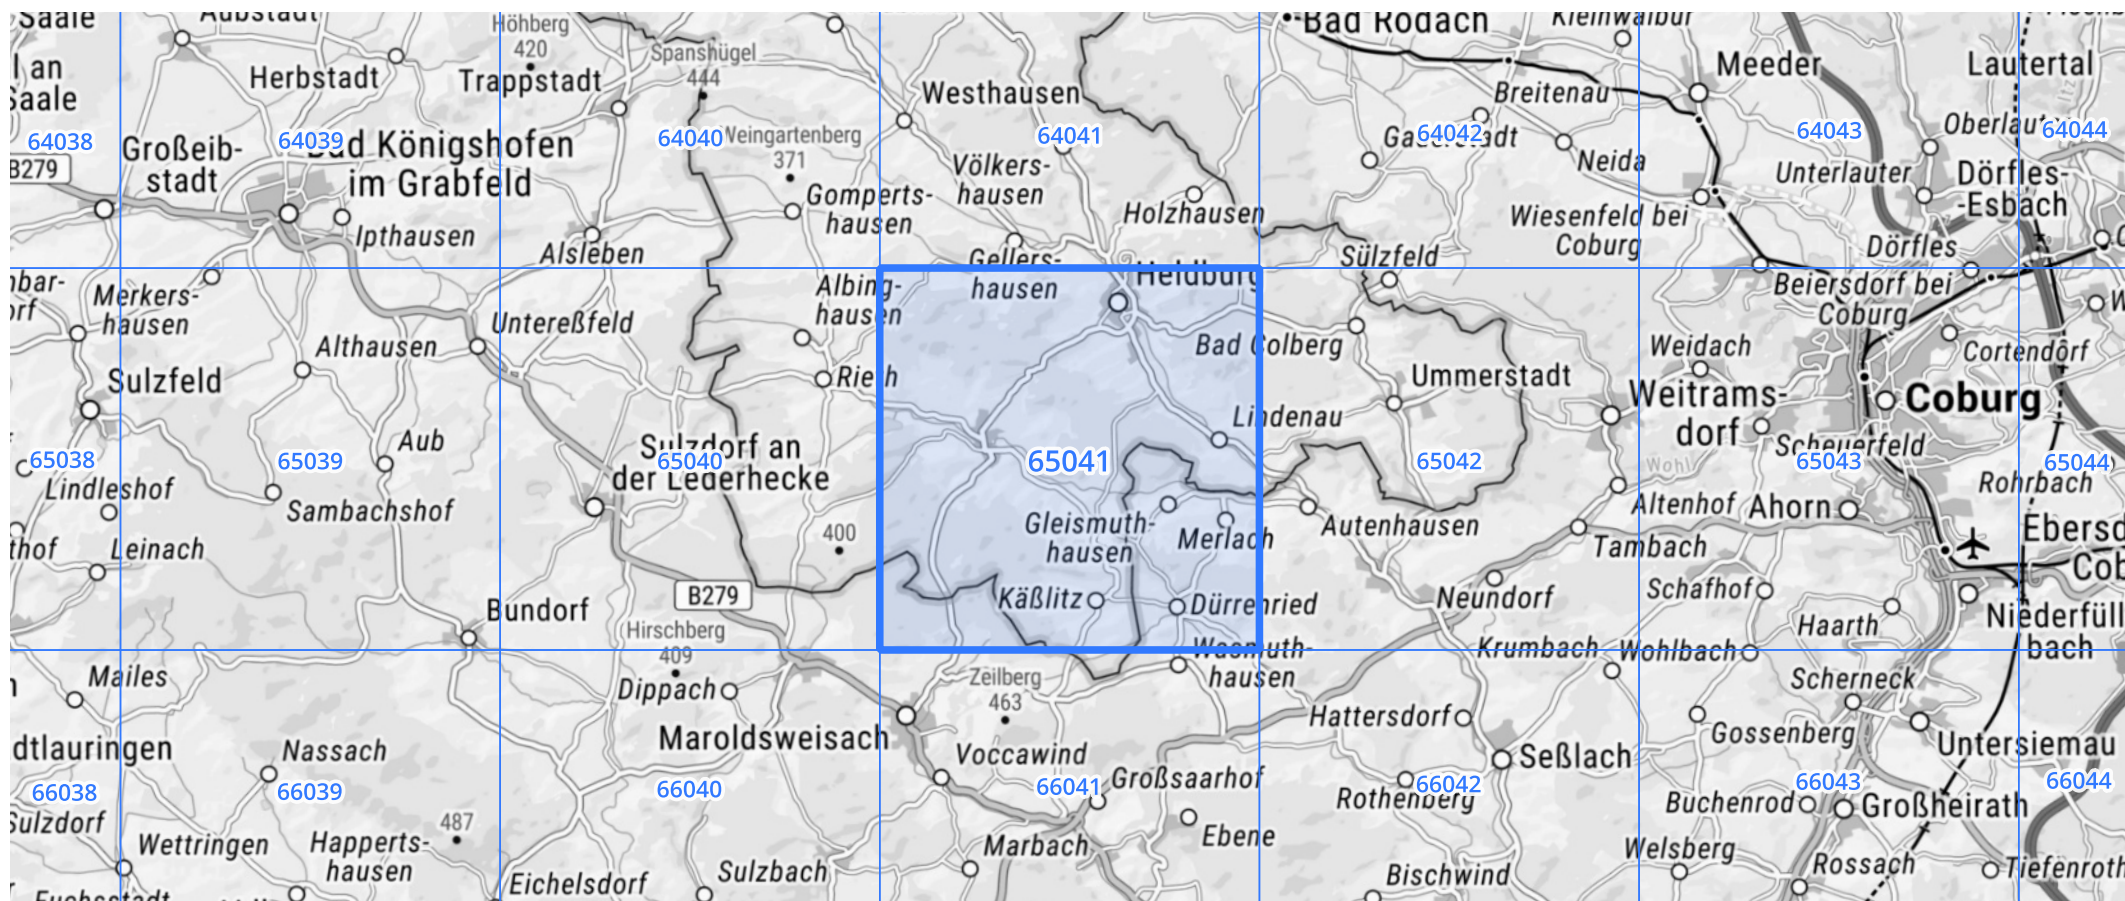 Saale
Aubstadt
Höhberg
420
Spanshügel
444
Bad Rodach
Kleinwalbur
Meeder
Lautertal
l an
Saale
Herbstadt
Trappstadt
Westhausen
Breitenau
64038
64039
64040
64041
64042
64043
64044
B279
Großeib-
stadt
Bad Königshofen
im Grabfeld
Weingartenberg
371
Völkers-
hausen
Gauerstadt
Neida
Unterlauter
Dörfles-
-Esbach
Ipthausen
Alsleben
Gomperts-
hausen
Holzhausen
Wiesenfeld bei
Coburg
Sülzfeld
Dörfles
Merkers-
hausen
Untereßfeld
Albing-
hausen
Gellers-
hausen
Heldburg
Beiersdorf bei
Coburg
Althausen
Sulzfeld
Rieth
Bad Colberg
Ummerstadt
Weidach
Weitrams-
dorf
Cortendorf
Coburg
Lindenau
Scheuerfeld
Aub
Sulzdorf an
der Lederhecke
65038
65039
65040
65041
65042
65043
65044
Lindleshof
Sambachshof
Rohrbach
Leinach
400
Gleismuth-
hausen
Merlach
Autenhausen
Altenhof
Ahorn
Tambach
Ebersd
Cob
Bundorf
B279
Käßlitz
Dürrenried
Neundorf
Schafhof
Haarth
Niederfüll
bach
Hirschberg
409
Wasmuth-
hausen
Krumbach
Wohlbach
Mailes
Dippach
Zeilberg
463
Scherneck
dtlauringen
Nassach
Maroldsweisach
Voccawind
Hattersdorf
Seßlach
Gossenberg
Untersiemau
66038
66039
66040
66041
66042
66043
66044
Großsaarhof
Rothenberg
Buchenrod
Großheirath
Sulzdorf
Wettringen
Happerts-
hausen
487
Eichelsdorf
Sulzbach
Marbach
Ebene
Bischwind
Welsberg
Rossach
Tiefenroth
Fuchsstadt